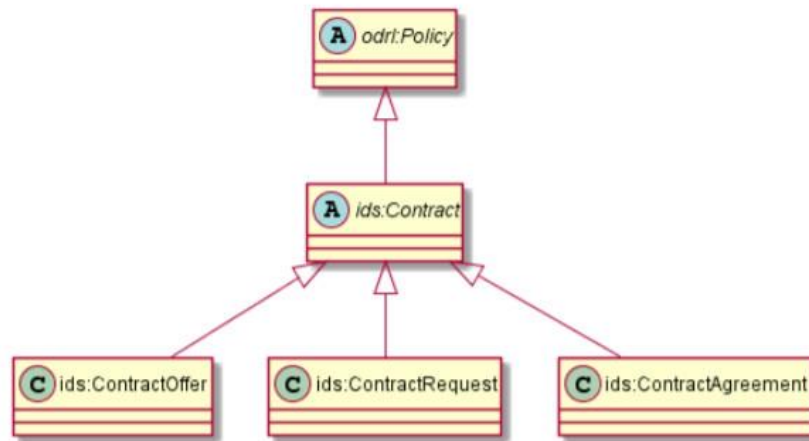 A odrl:Policy
A ids:Contract
C ids:ContractOffer
C ids:ContractRequest
C ids:ContractAgreement